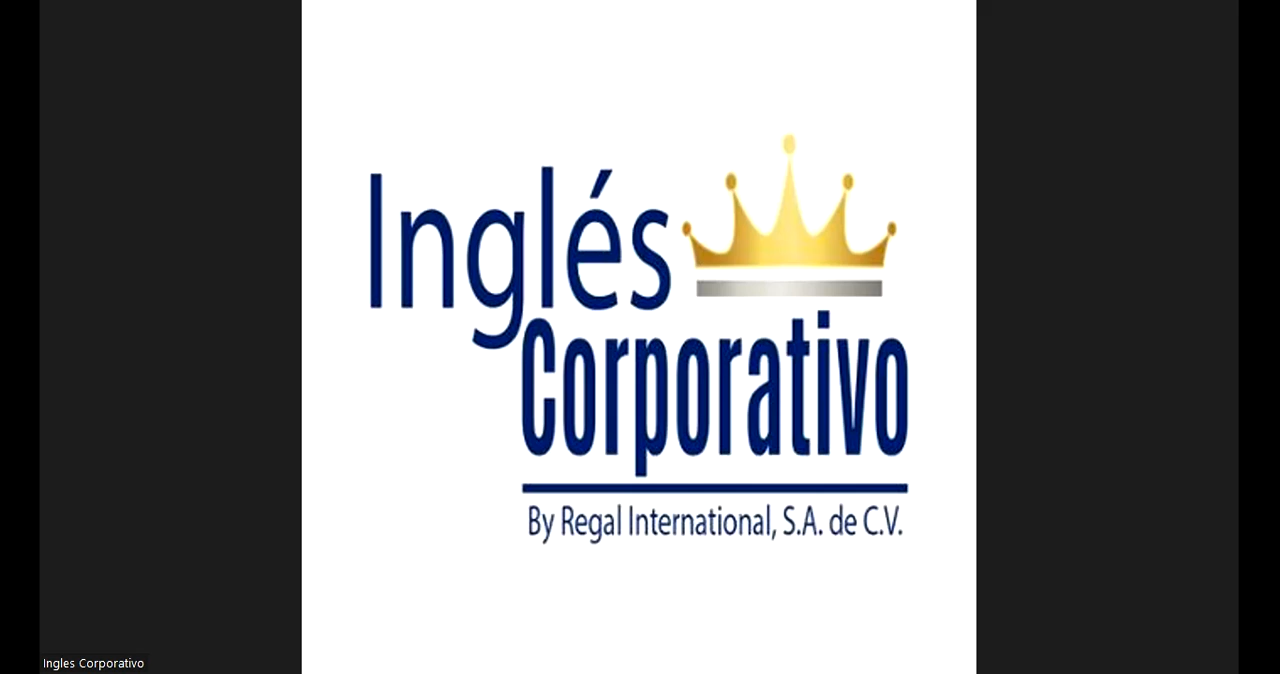 Inglés
Corporativo
By Regal International, S.A. de C.V.
Ingles Corporativo